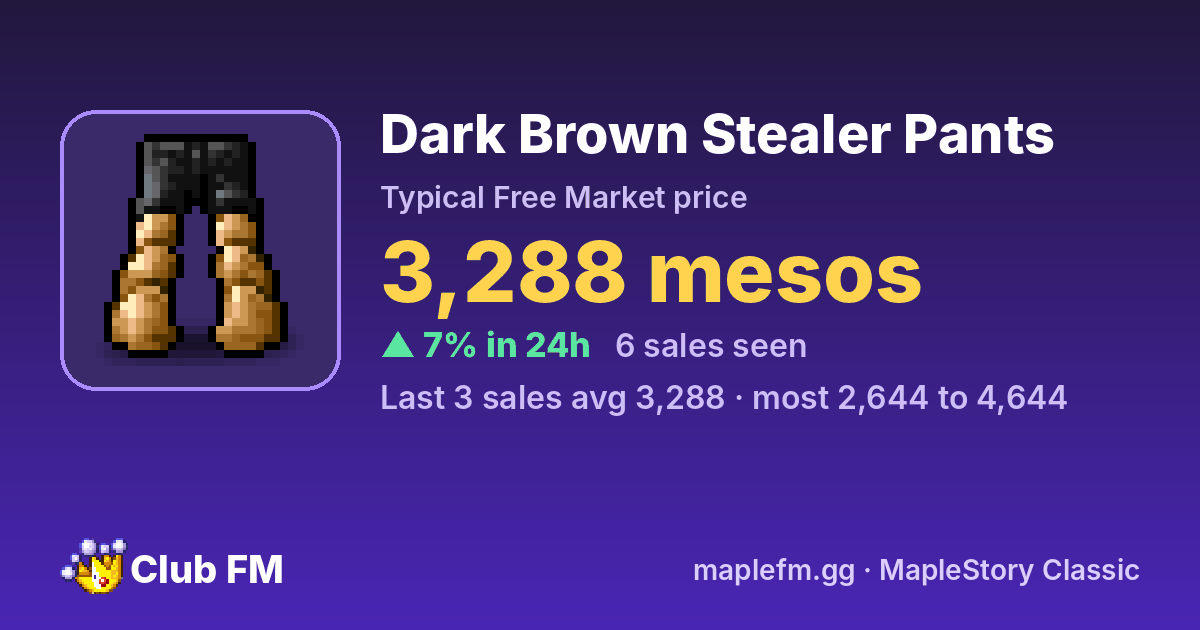 Dark Brown Stealer Pants
Typical Free Market price
3,288 mesos
▲ 7% in 24h 6 sales seen
Last 3 sales avg 3,288 · most 2,644 to 4,644
Club FM
maplefm.gg · MapleStory Classic